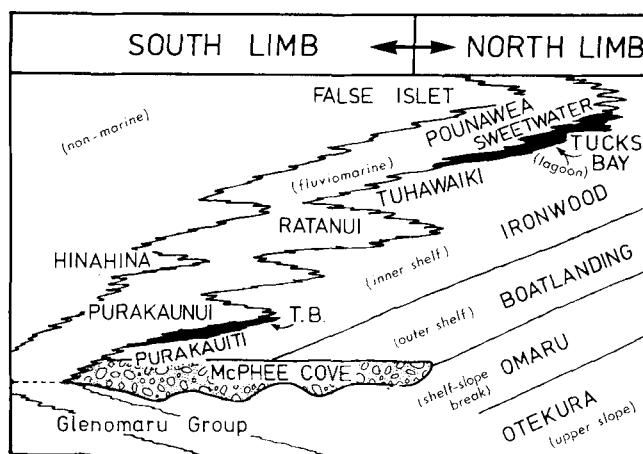 SOUTH LIMB
NORTH LIMB
FALSE ISLET
(non-marine)
POUNAWEA
SWEETWATER
TUCKS
BAY
(lagoon)
(fluviomarine)
TUHAWAIKI
RATANUI
IRONWOOD
HINAHINA
(inner shelf)
BOATLANDING
PURAKAUNUI
T.B.
(outer shelf)
PURAKAUITI
McPHEE COVE
OMARU
(shelf-slope
break)
OTEKURA
(upper slope)
Glenomaru Group